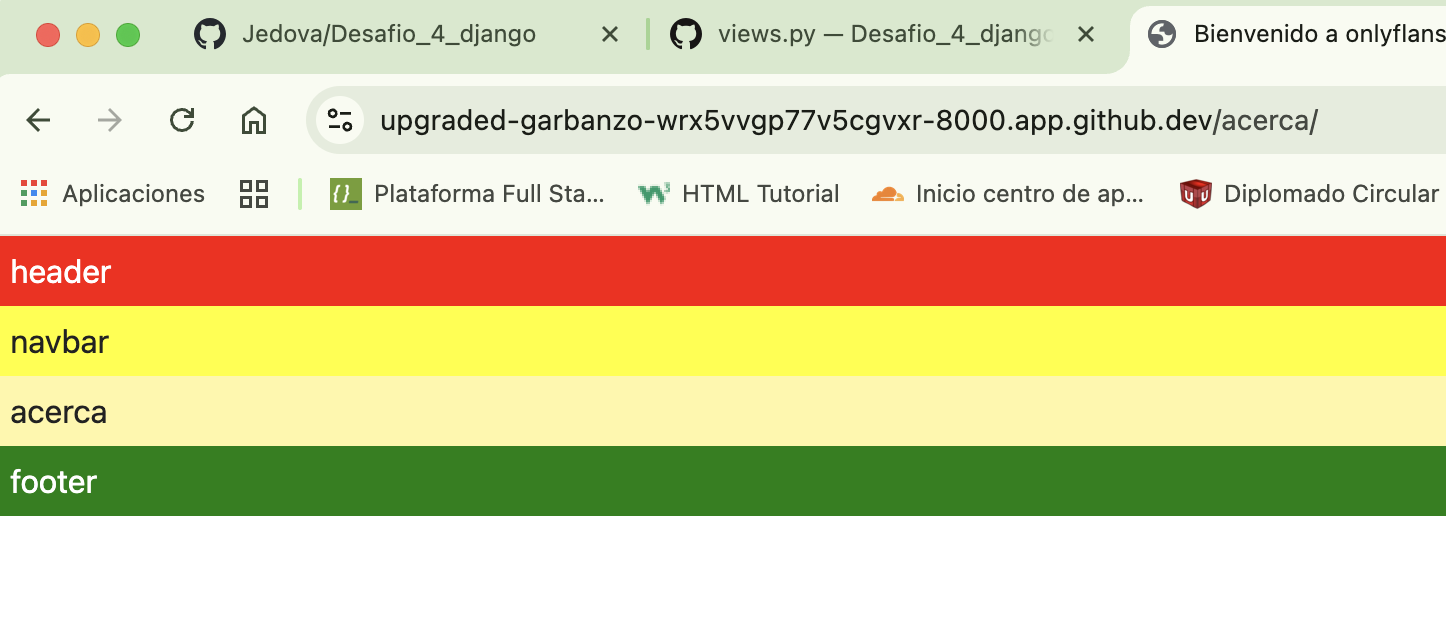 Jedova/Desafio_4_django
views.py — Desafio_4_django
Bienvenido a onlyflans
upgraded-garbanzo-wrx5vvgp77v5cgvxr-8000.app.github.dev/acerca/
Aplicaciones
Plataforma Full Sta...
HTML Tutorial
Inicio centro de ap...
Diplomado Circular
header
navbar
acerca
footer